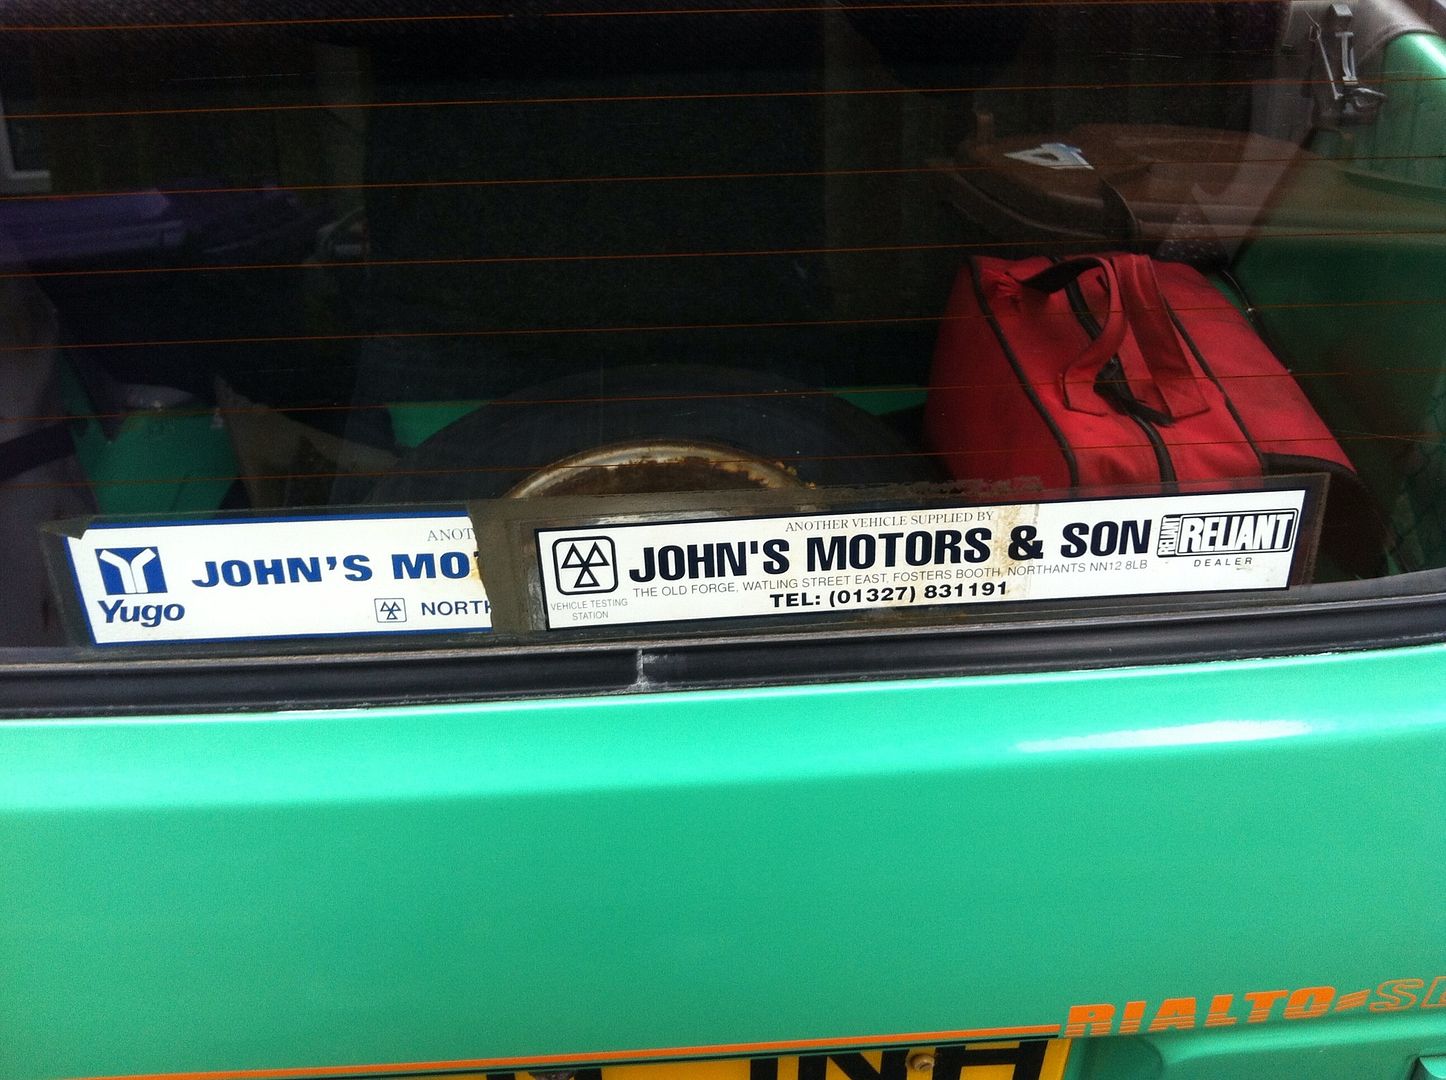 ANOT
JOHN'S MO
Yugo
NORTH
ANOTHER VEHICLE SUPPLIED BY
JOHN'S MOTORS & SON
THE OLD FORGE, WATLING STREET EAST, FOSTERS BOOTH, NORTHANTS NN12 8LB
TEL: (01327) 831191
VEHICLE TESTING
STATION
RELIANT
RELIANT
DEALER
RIALTO-